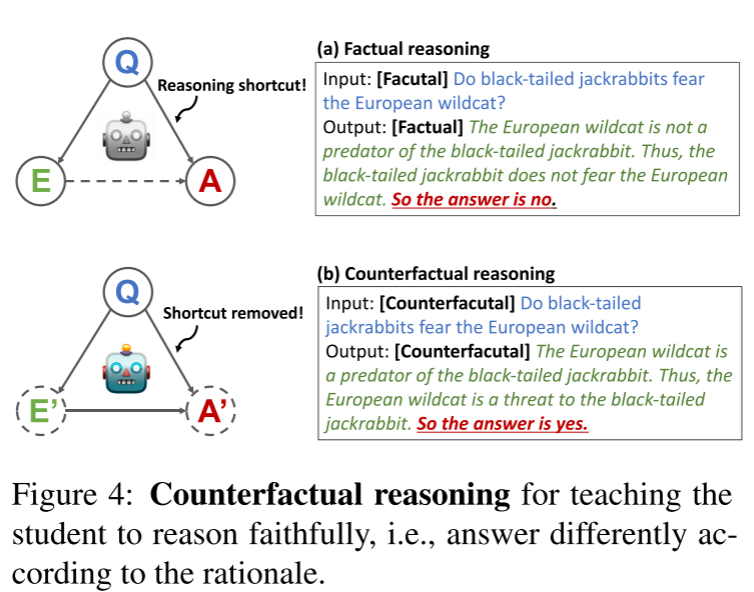 Q
Reasoning shortcut!
E
A
(a) Factual reasoning
Input: [Facutal] Do black-tailed jackrabbits fear
the European wildcat?
Output: [Factual] The European wildcat is not a
predator of the black-tailed jackrabbit. Thus, the
black-tailed jackrabbit does not fear the European
wildcat. So the answer is no.
Q
Shortcut removed!
E'
A'
(b) Counterfactual reasoning
Input: [Counterfacutal] Do black-tailed
jackrabbits fear the European wildcat?
Output: [Counterfacutal] The European wildcat is
a predator of the black-tailed jackrabbit. Thus, the
European wildcat is a threat to the black-tailed
jackrabbit. So the answer is yes.
Figure 4: Counterfactual reasoning for teaching the
student to reason faithfully, i.e., answer differently ac-
cording to the rationale.